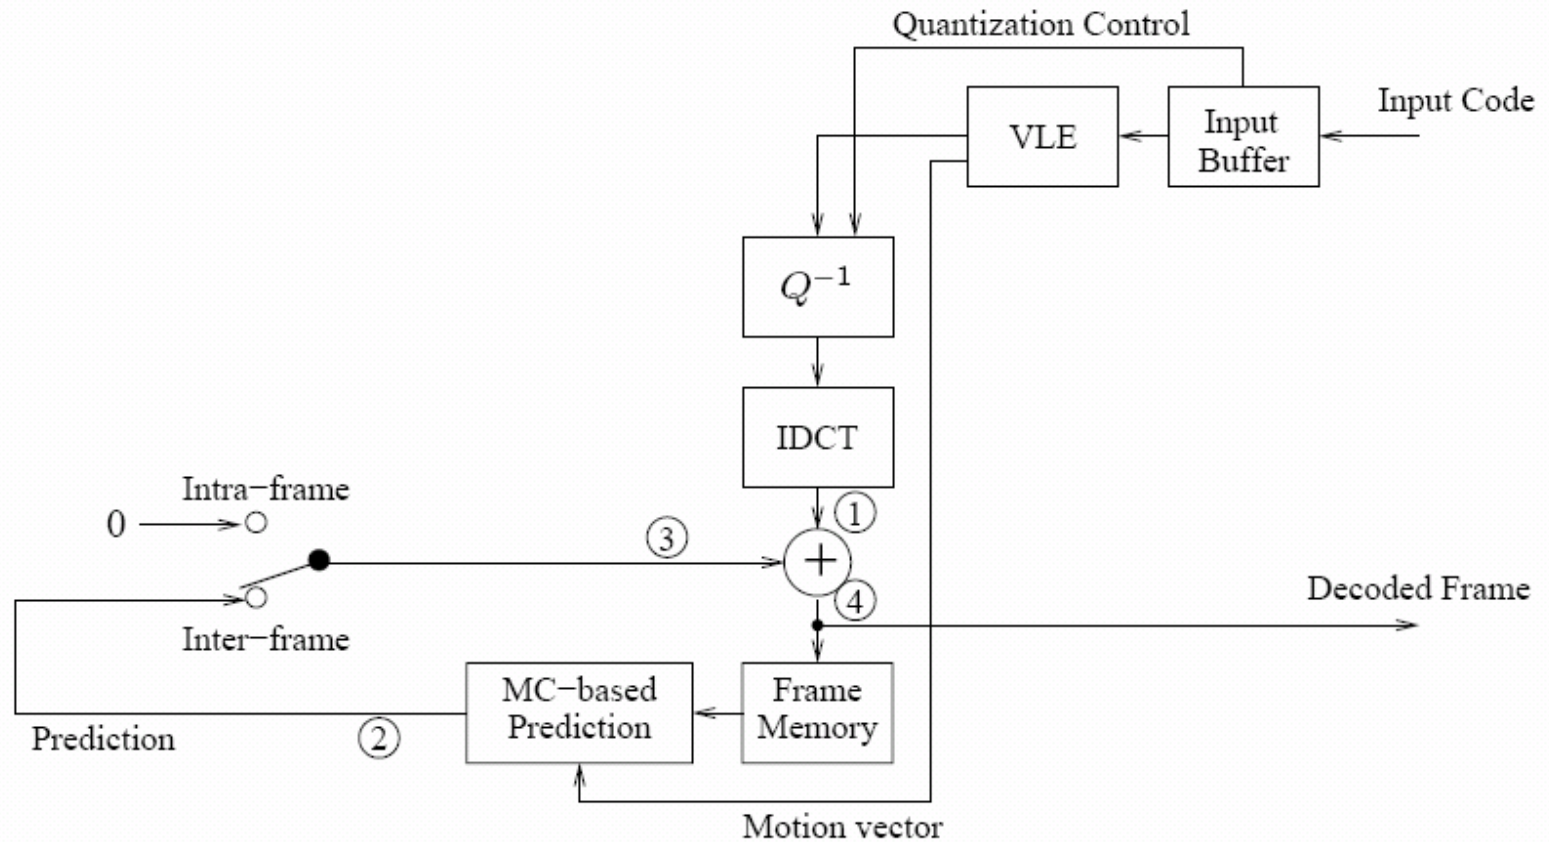 Quantization Control
Input Code
VLE
Input
Buffer
Q⁻¹
IDCT
Intra−frame
0
①
③
+
④
Decoded Frame
Inter−frame
MC−based
Prediction
Frame
Memory
Prediction
②
Motion vector